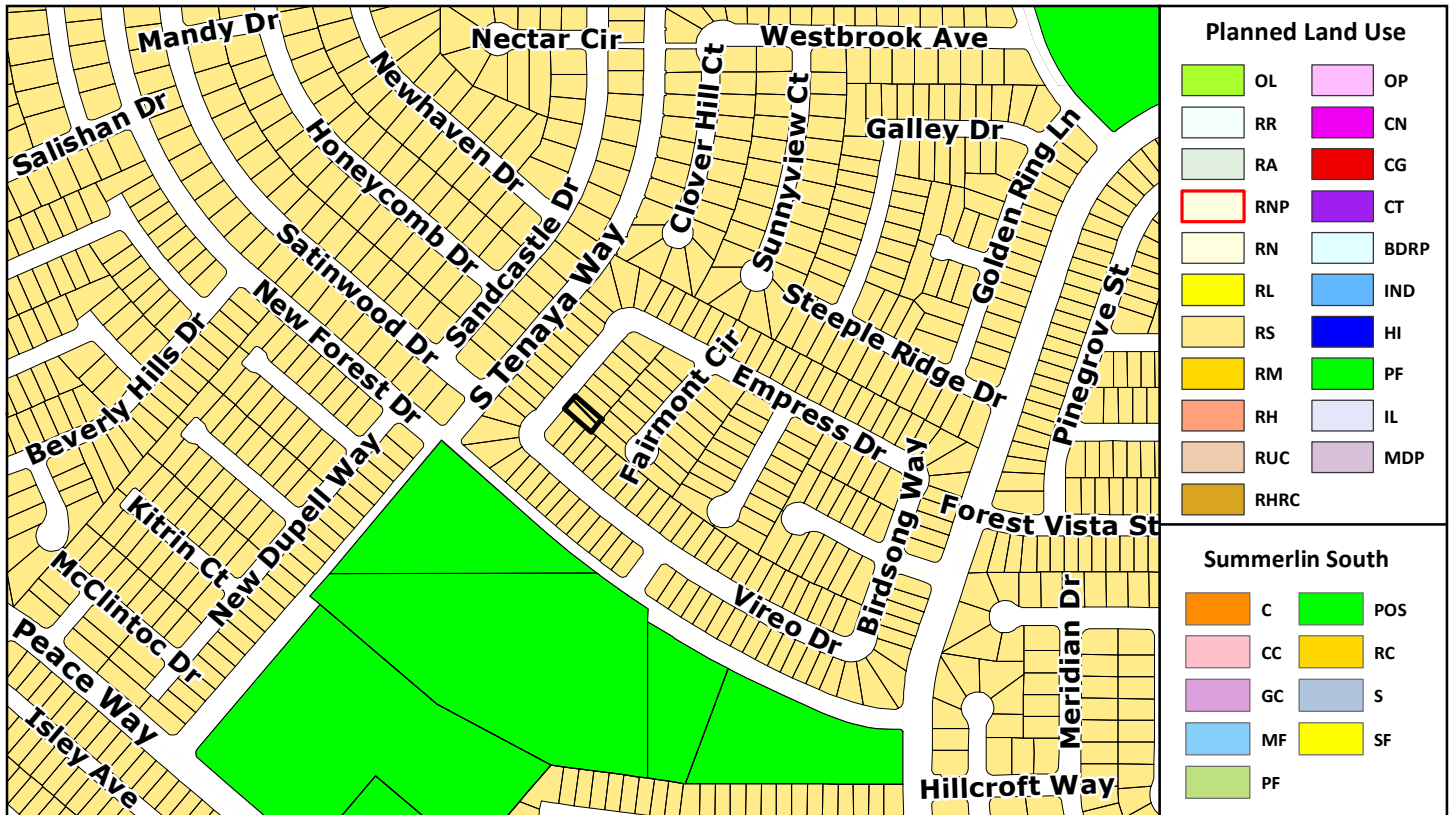 Mandy Dr
Nectar Cir
Westbrook Ave
Newhaven Dr
Clover Hill Ct
Sunnyview Ct
Salishan Dr
Honeycomb Dr
Galley Dr
Golden Ring Ln
Sandcastle Dr
Satinwood Dr
S Tenaya Way
New Forest Dr
Steeple Ridge Dr
Pinegrove St
Beverly Hills Dr
Fairmont Cir
Empress Dr
Birdsong Way
Forest Vista St
Kitrin Ct
New Dupell Way
McClintoc Dr
Vireo Dr
Meridian Dr
Peace Way
Isley Ave
Hillcroft Way
Planned Land Use
OL
OP
RR
CN
RA
CG
RNP
CT
RN
BDRP
RL
IND
RS
HI
RM
PF
RH
IL
RUC
MDP
RHRC
Summerlin South
C
POS
CC
RC
GC
S
MF
SF
PF